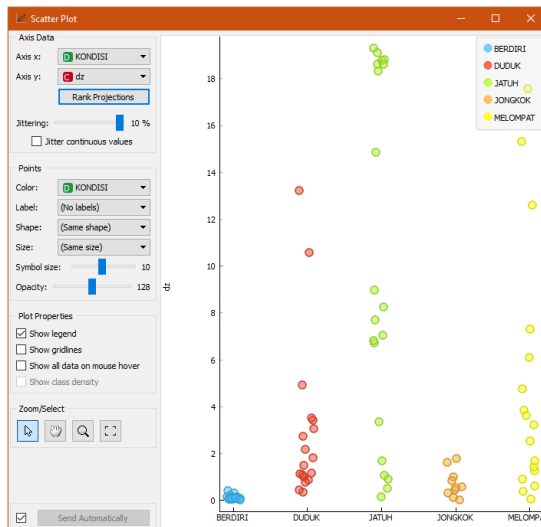 Scatter Plot
Axis Data
Axis x: D KONDISI
Axis y: C dz
Rank Projections
Jittering: 10 %
Jitter continuous values
Points
Color: D KONDISI
Label: (No labels)
Shape: (Same shape)
Size: (Same size)
Symbol size: 10
Opacity: 128
Plot Properties
Show legend
Show gridlines
Show all data on mouse hover
Show class density
Zoom/Select
Send Automatically
BERDIRI
DUDUK
JATUH
JONGKOK
MELOMPAT
18
16
14
12
10
8
6
4
2
0
dz
BERDIRI DUDUK JATUH JONGKOK MELOMPA